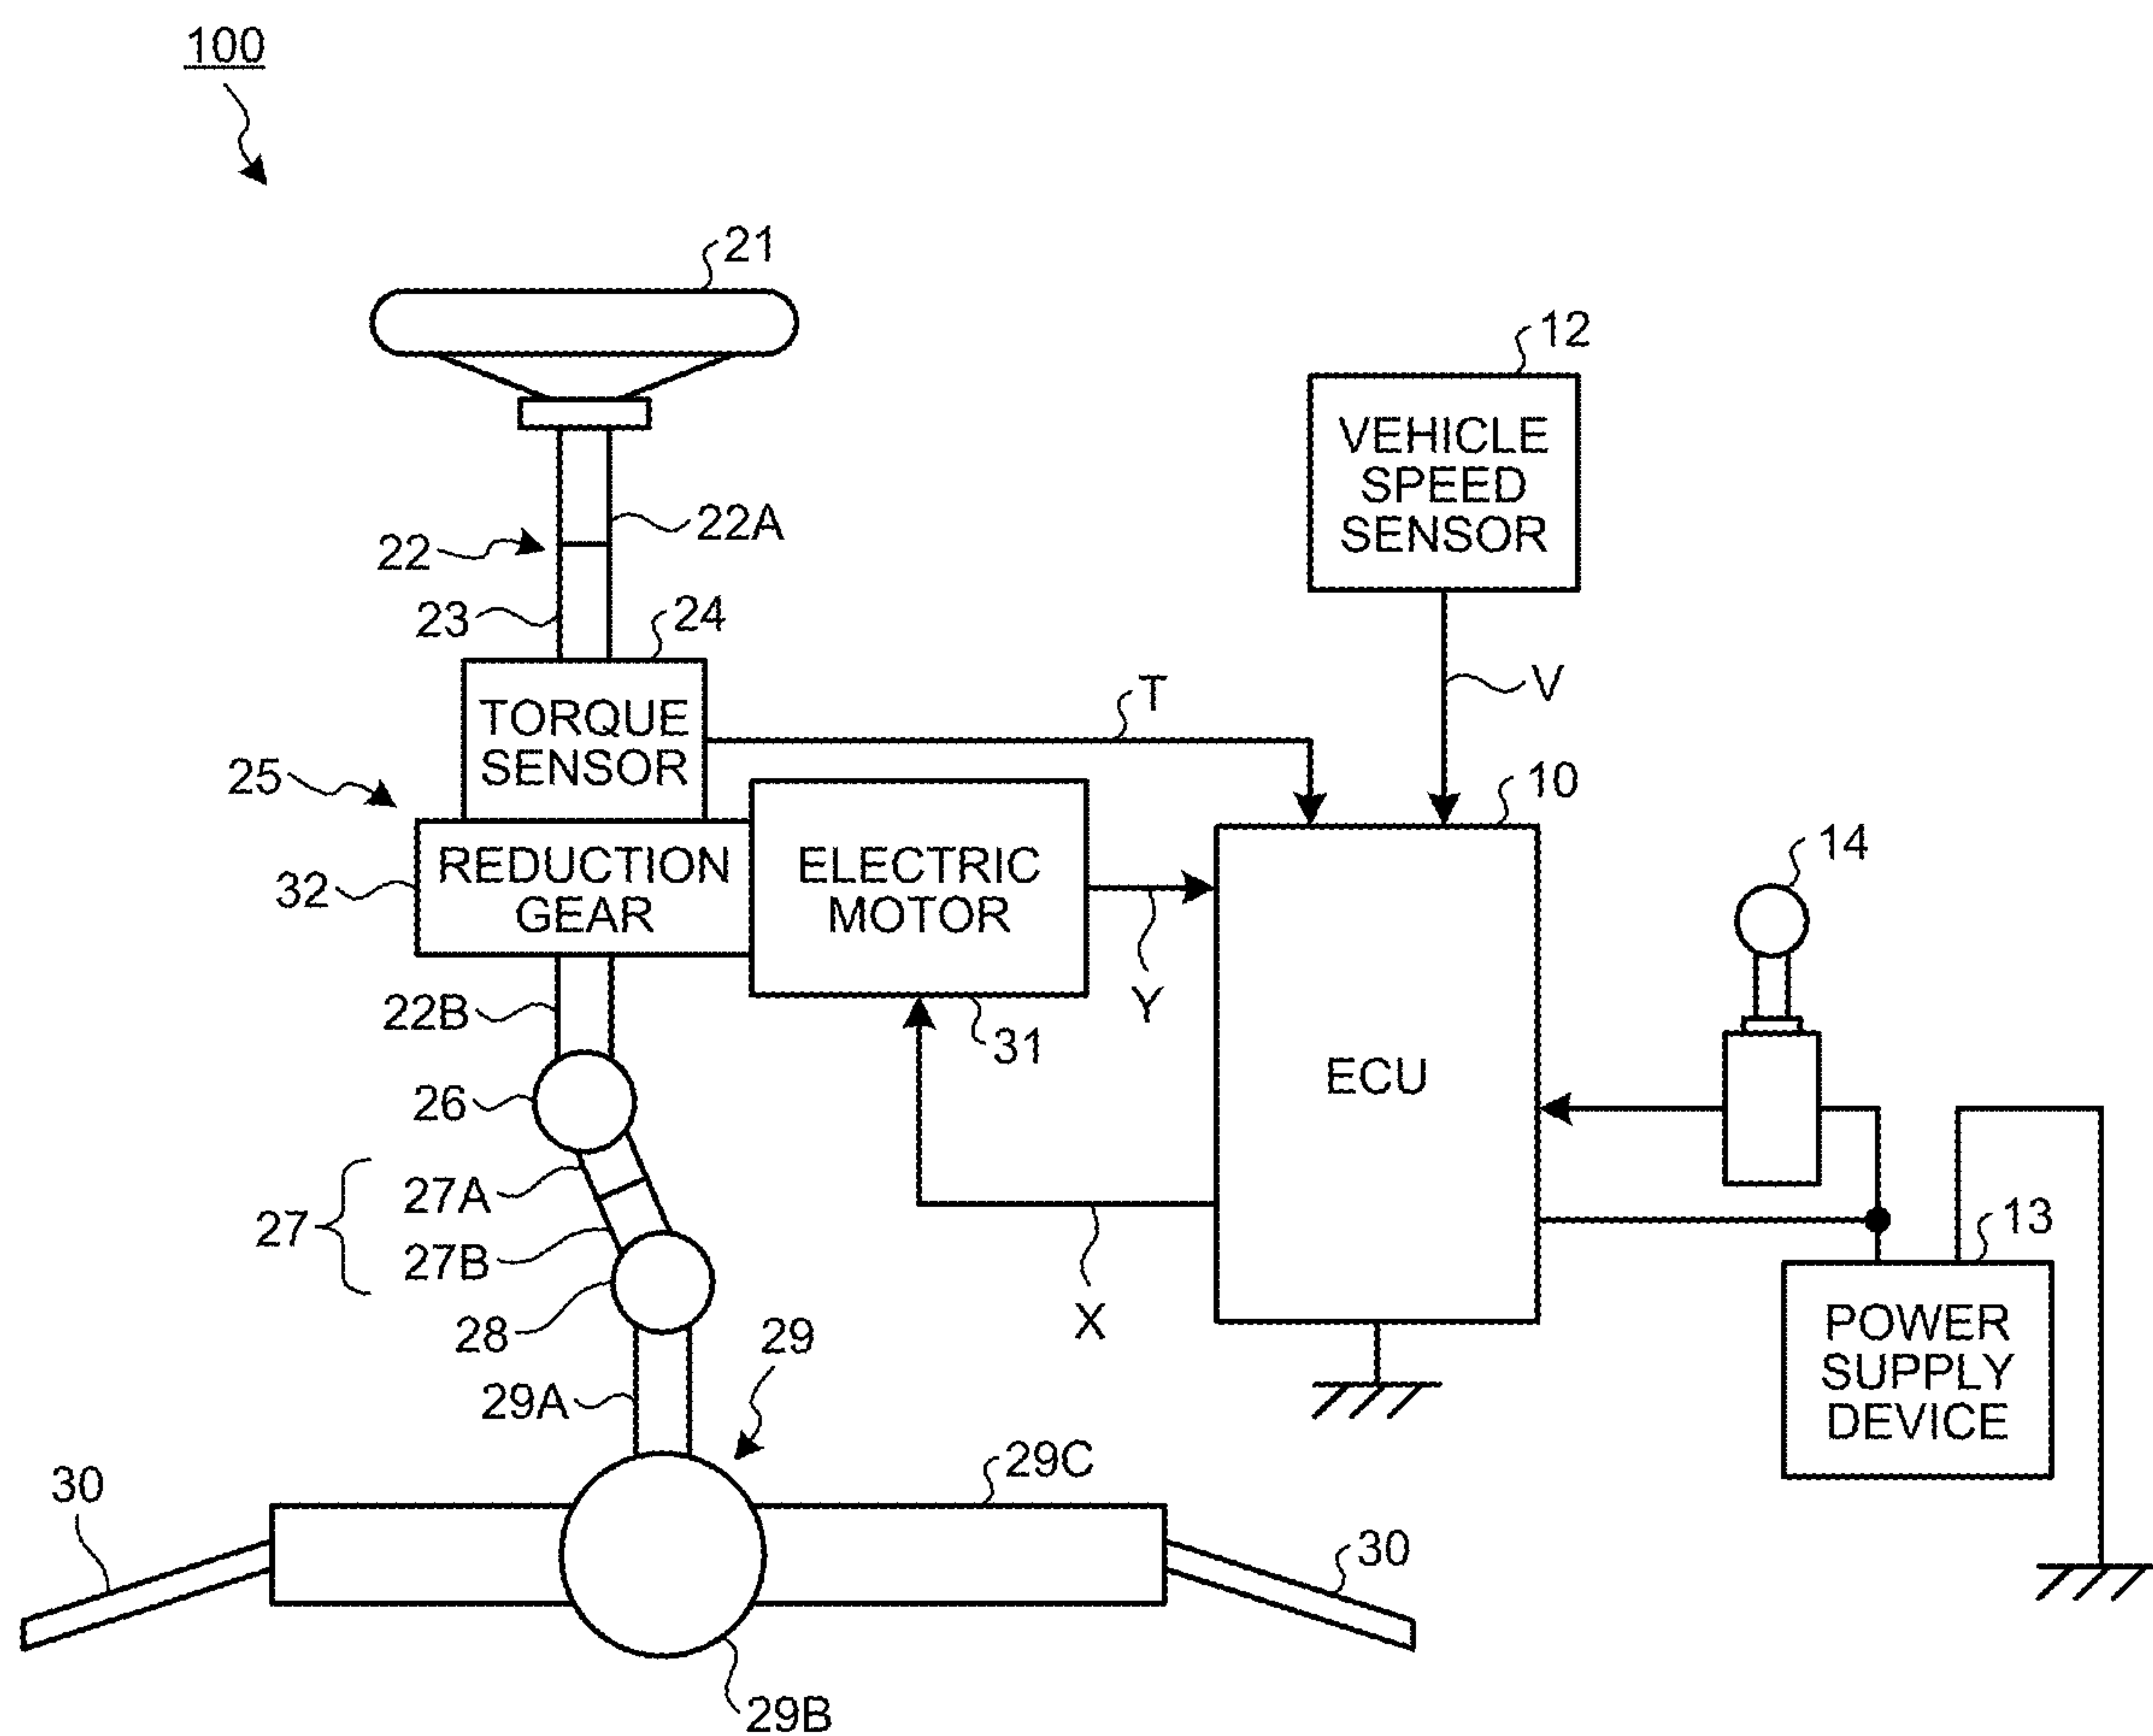 100
21
12
VEHICLE
SPEED
SENSOR
22A
22
23
24
TORQUE
SENSOR
T
V
25
10
14
REDUCTION
GEAR
ELECTRIC
MOTOR
32
22B
Y
31
ECU
26
27A
27
27B
13
28
X
29
POWER
SUPPLY
DEVICE
29A
29C
30
30
29B